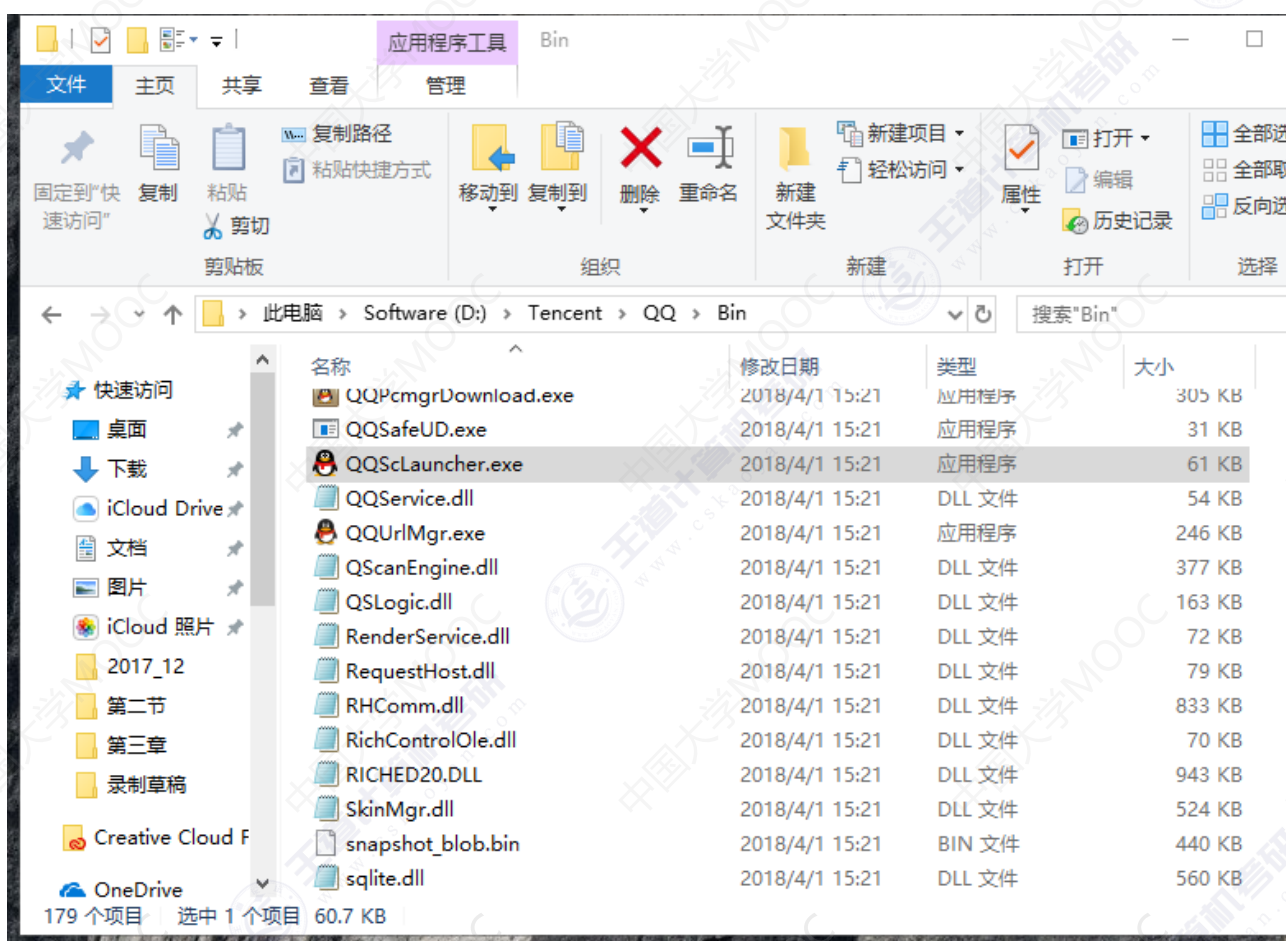 应用程序工具 Bin
文件 主页 共享 查看 管理
固定到"快速访问" 复制 粘贴 复制路径 粘贴快捷方式 剪切 移动到 复制到 删除 重命名 新建文件夹 新建项目 轻松访问 属性 打开 编辑 历史记录
剪贴板 组织 新建 打开 选择
此电脑 > Software (D:) > Tencent > QQ > Bin 搜索"Bin"
名称 修改日期 类型 大小
快速访问
桌面
下载
iCloud Drive
文档
图片
iCloud 照片
2017_12
第二节
第三章
录制草稿
Creative Cloud F
OneDrive
QQPcmgrDownload.exe 2018/4/1 15:21 应用程序 305 KB
QQSafeUD.exe 2018/4/1 15:21 应用程序 31 KB
QQScLauncher.exe 2018/4/1 15:21 应用程序 61 KB
QQService.dll 2018/4/1 15:21 DLL 文件 54 KB
QQUrlMgr.exe 2018/4/1 15:21 应用程序 246 KB
QScanEngine.dll 2018/4/1 15:21 DLL 文件 377 KB
QSLogic.dll 2018/4/1 15:21 DLL 文件 163 KB
RenderService.dll 2018/4/1 15:21 DLL 文件 72 KB
RequestHost.dll 2018/4/1 15:21 DLL 文件 79 KB
RHComm.dll 2018/4/1 15:21 DLL 文件 833 KB
RichControlOle.dll 2018/4/1 15:21 DLL 文件 70 KB
RICHED20.DLL 2018/4/1 15:21 DLL 文件 943 KB
SkinMgr.dll 2018/4/1 15:21 DLL 文件 524 KB
snapshot_blob.bin 2018/4/1 15:21 BIN 文件 440 KB
sqlite.dll 2018/4/1 15:21 DLL 文件 560 KB
179 个项目 选中 1 个项目 60.7 KB